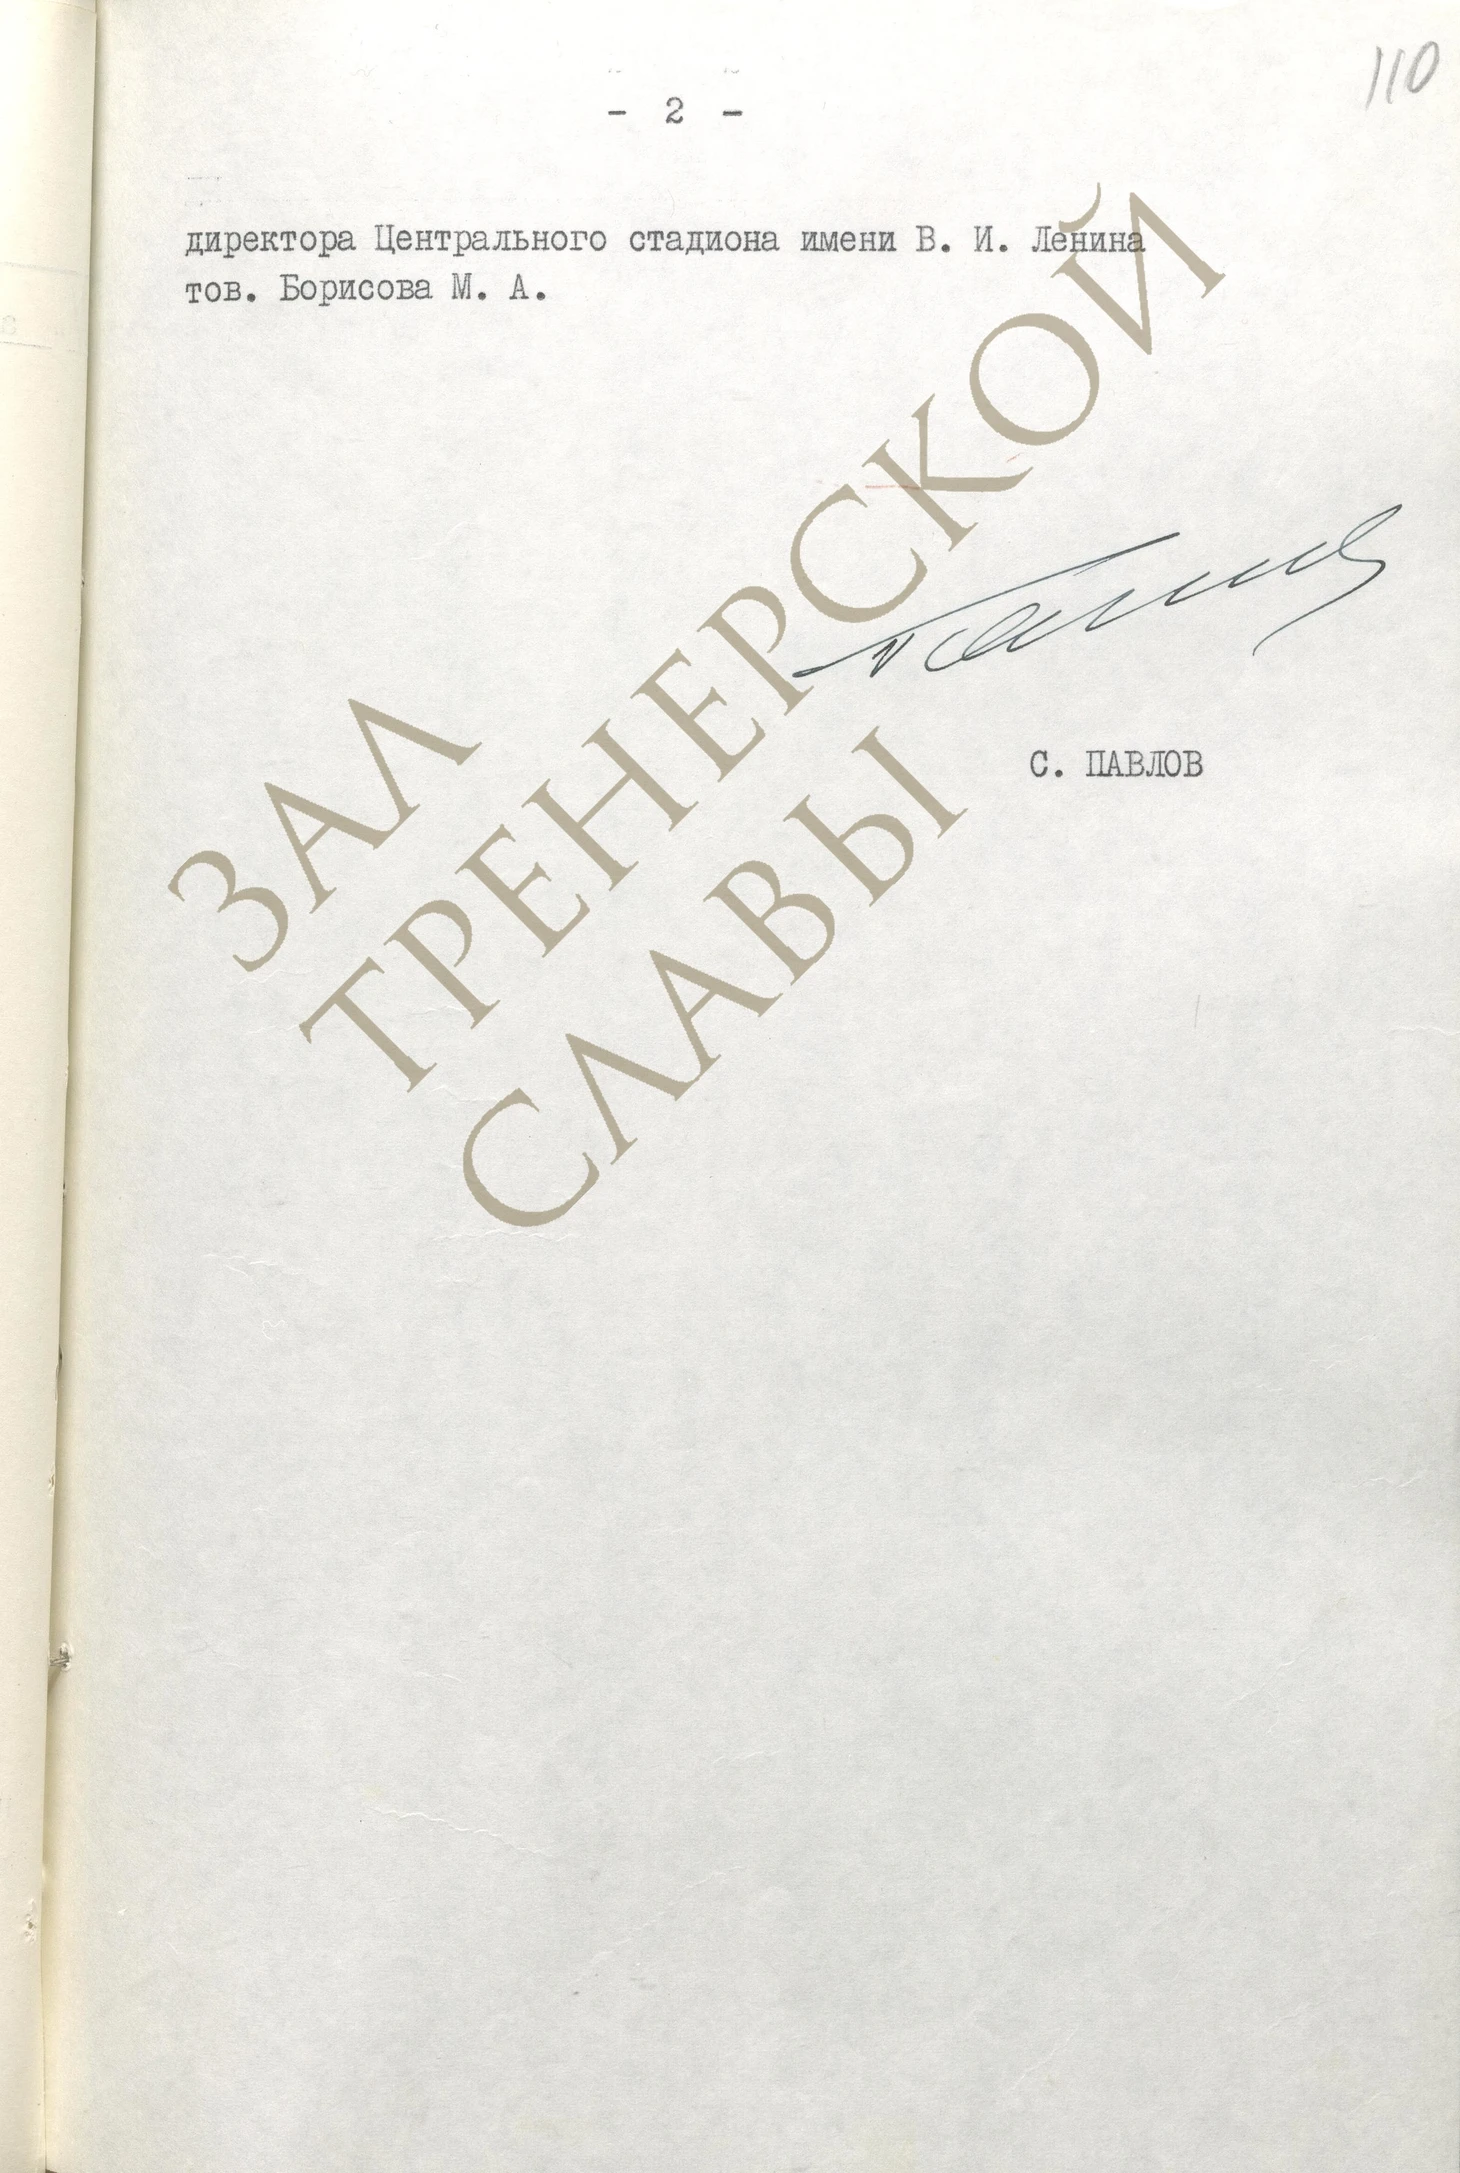 110
- 2 -
директора Центрального стадиона имени В. И. Ленина
тов. Борисова М. А.
С. ПАВЛОВ
ЗАЛ
ТРЕНЕРСКОЙ
СЛАВЫ